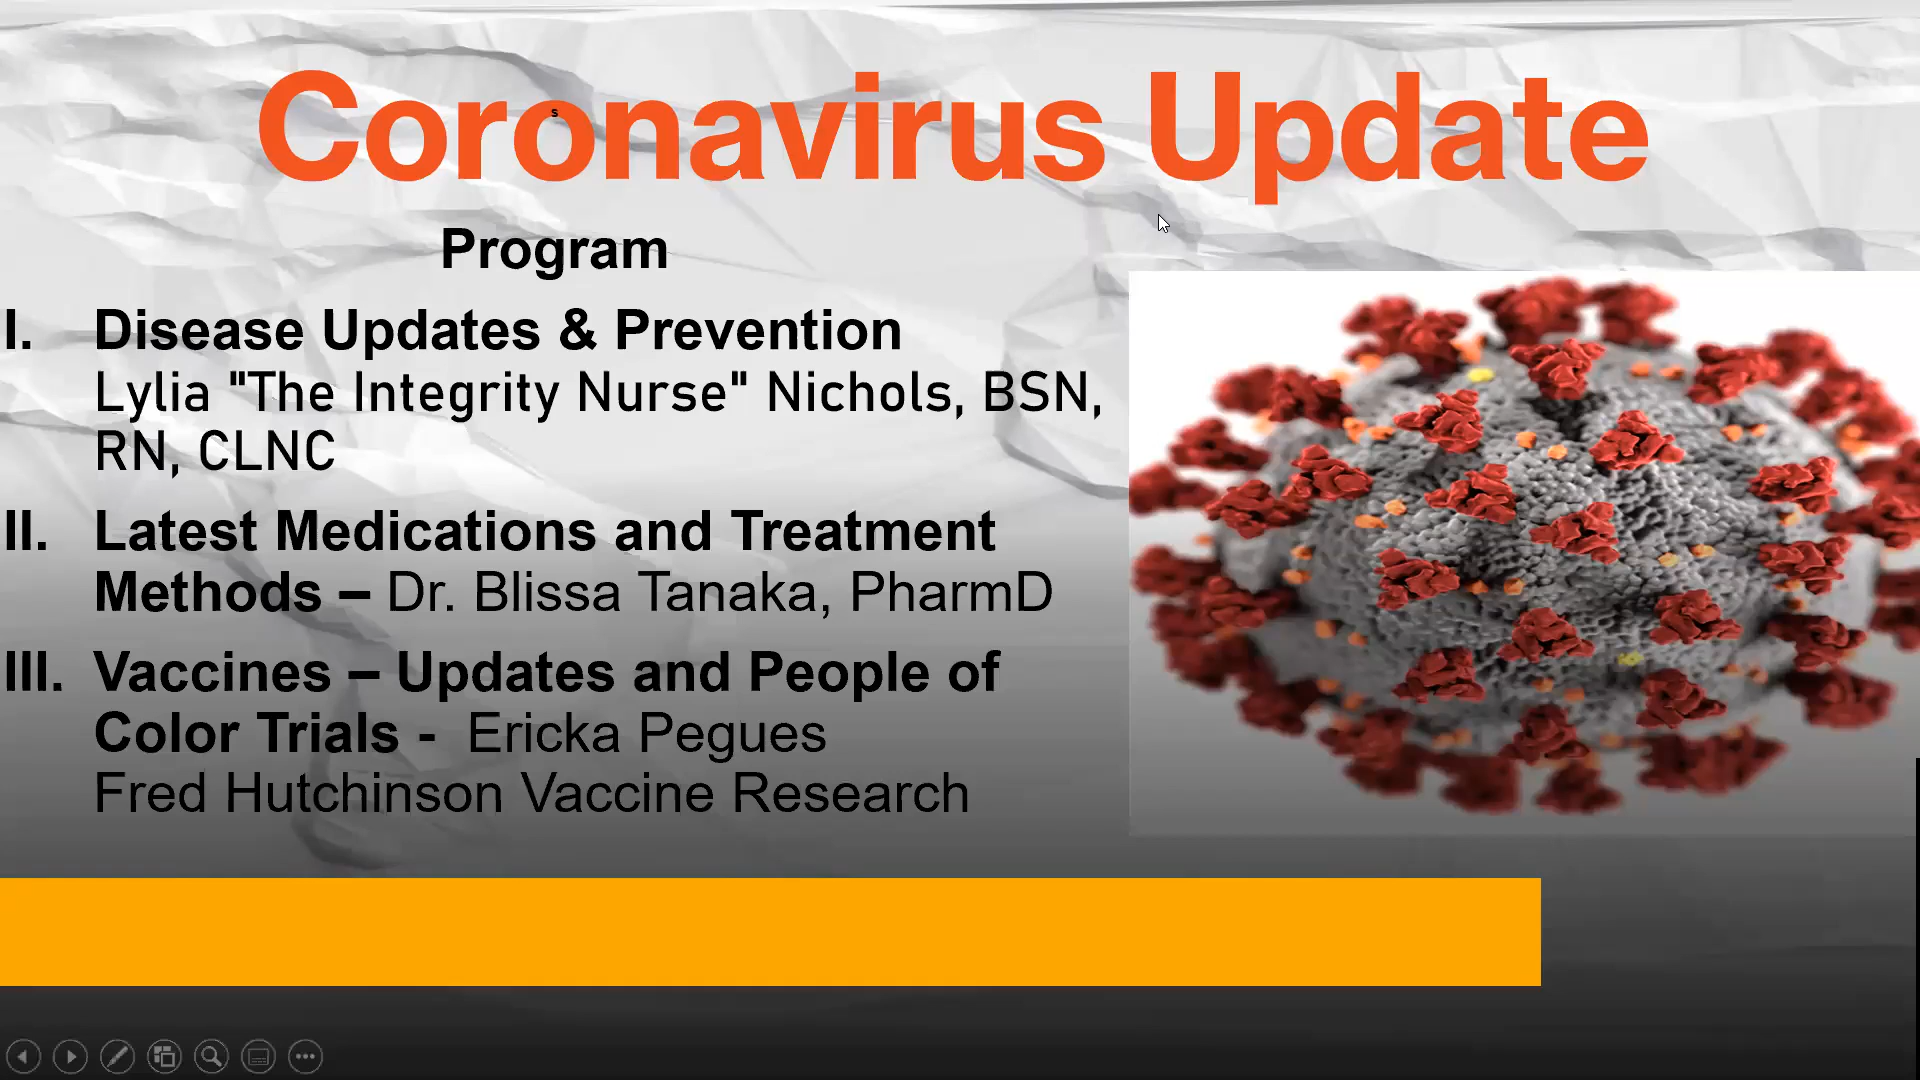 Coronavirus Update
s
Program
I. Disease Updates & Prevention
Lylia "The Integrity Nurse" Nichols, BSN,
RN, CLNC
II. Latest Medications and Treatment
Methods – Dr. Blissa Tanaka, PharmD
III. Vaccines – Updates and People of
Color Trials - Ericka Pegues
Fred Hutchinson Vaccine Research